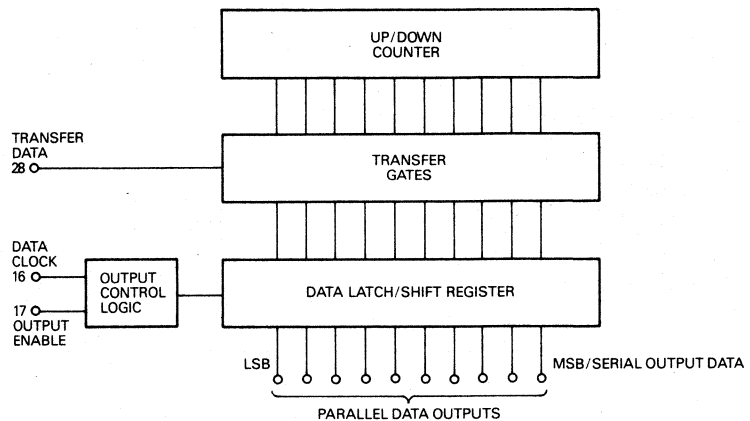 UP/DOWN
COUNTER
TRANSFER
DATA
28
TRANSFER
GATES
DATA
CLOCK
16
17
OUTPUT
ENABLE
OUTPUT
CONTROL
LOGIC
DATA LATCH/SHIFT REGISTER
LSB
MSB/SERIAL OUTPUT DATA
PARALLEL DATA OUTPUTS